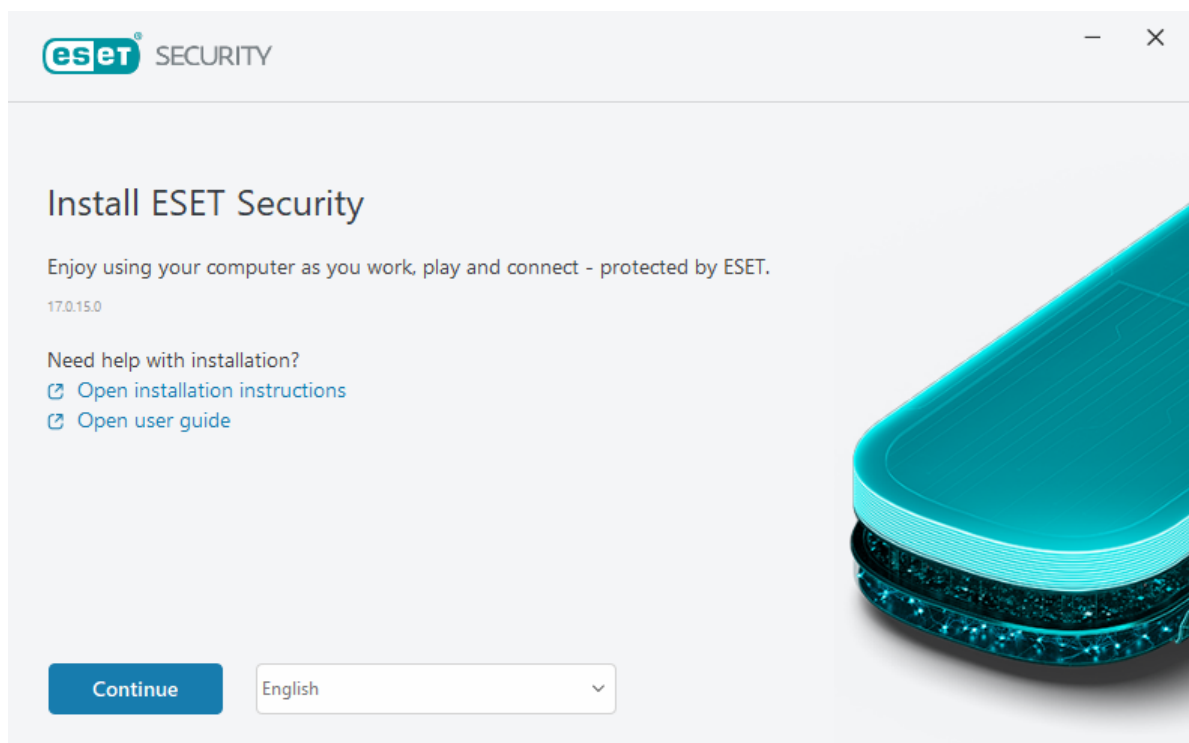 eset® SECURITY
Install ESET Security
Enjoy using your computer as you work, play and connect - protected by ESET.
17.0.15.0
Need help with installation?
Open installation instructions
Open user guide
Continue
English